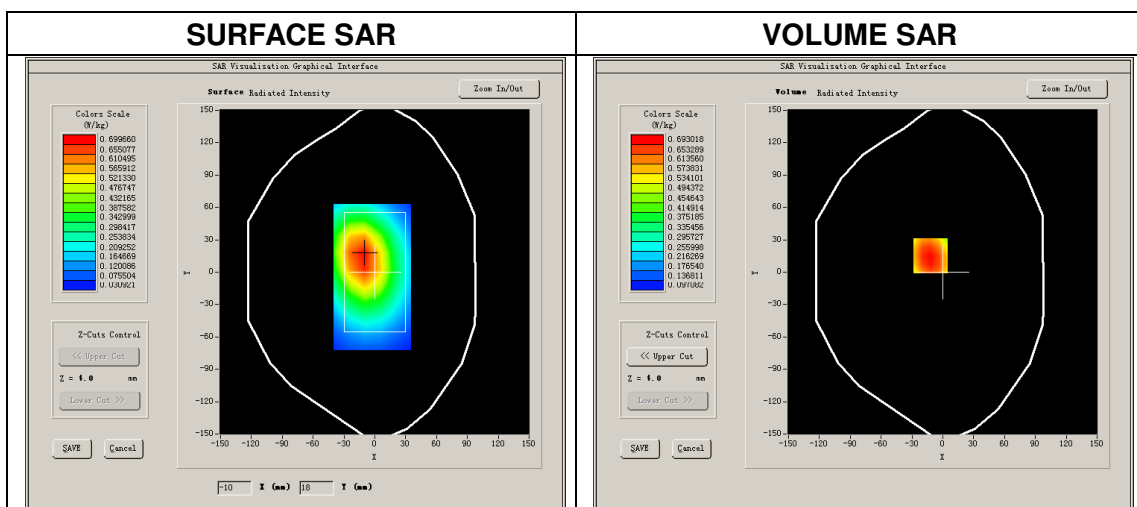 SURFACE SAR
SAR Visualisation Graphical Interface
Surface Radiated Intensity
Zoom In/Out
Colors Scale
(W/kg)
0.699660
0.655077
0.610495
0.565912
0.521330
0.476747
0.432165
0.387582
0.342999
0.298417
0.253834
0.209252
0.164669
0.120086
0.075504
0.030921
150
120
90
60
30
0
-30
-60
-90
-120
-150
Y
-150 -120 -90 -60 -30 0 30 60 90 120 150
X
Z-Cuts Control
<< Upper Cut
Z = 4.0 mm
Lower Cut >>
SAVE Cancel
-10 X (mm) 18 Y (mm)
VOLUME SAR
SAR Visualisation Graphical Interface
Volume Radiated Intensity
Zoom In/Out
Colors Scale
(W/kg)
0.693018
0.653289
0.613560
0.573831
0.534101
0.494372
0.454643
0.414914
0.375185
0.335456
0.295727
0.255998
0.216269
0.176540
0.136811
0.097082
150
120
90
60
30
0
-30
-60
-90
-120
-150
Y
-150 -120 -90 -60 -30 0 30 60 90 120 150
X
Z-Cuts Control
<< Upper Cut
Z = 4.0 mm
Lower Cut >>
SAVE Cancel